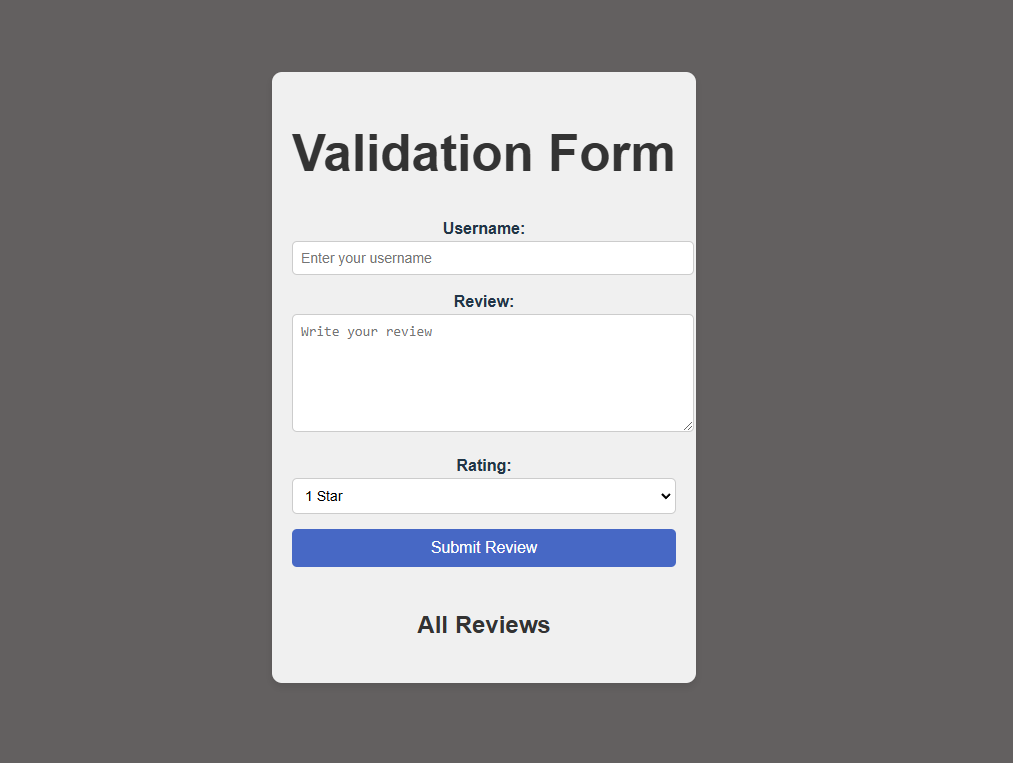 Validation Form
Username:
Enter your username
Review:
Write your review
Rating:
1 Star
Submit Review
All Reviews